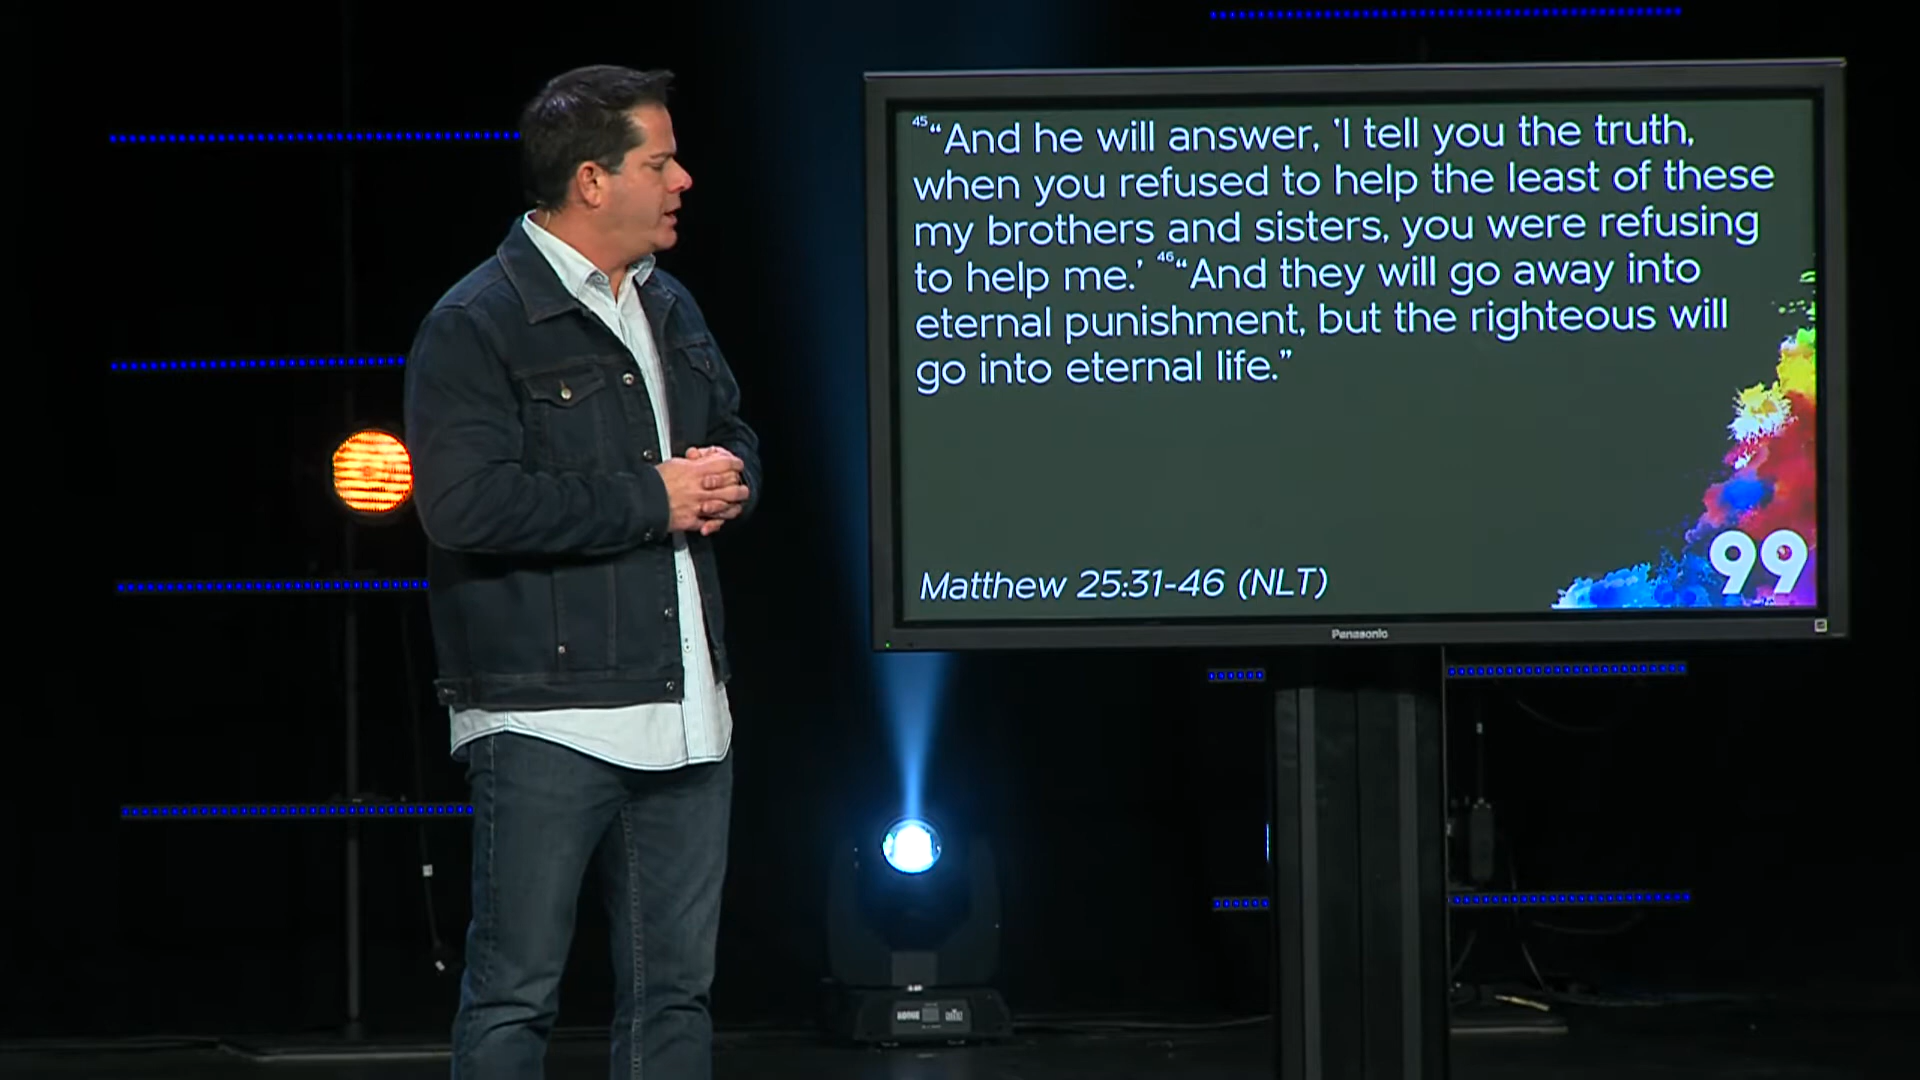 ⁴⁵“And he will answer, ‘I tell you the truth,
when you refused to help the least of these
my brothers and sisters, you were refusing
to help me.’ ⁴⁶“And they will go away into
eternal punishment, but the righteous will
go into eternal life.”
Matthew 25:31-46 (NLT)
99
Panasonic